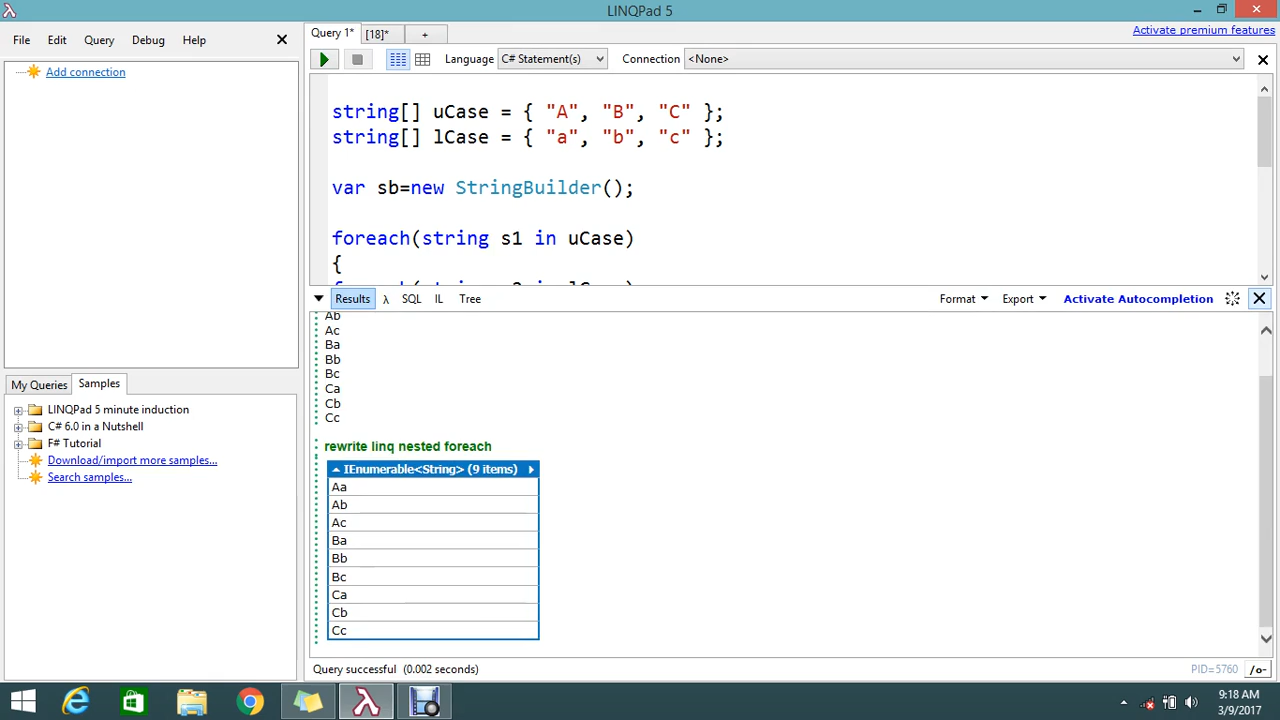 LINQPad 5
File Edit Query Debug Help
Query 1* [18]* +
Activate premium features
Language C# Statement(s) Connection <None>
Add connection
string[] uCase = { "A", "B", "C" };
string[] lCase = { "a", "b", "c" };
var sb=new StringBuilder();
foreach(string s1 in uCase)
{
Results λ SQL IL Tree Format Export Activate Autocompletion
Ab
Ac
Ba
Bb
Bc
Ca
Cb
Cc
rewrite linq nested foreach
IEnumerable<String> (9 items)
Aa
Ab
Ac
Ba
Bb
Bc
Ca
Cb
Cc
My Queries Samples
LINQPad 5 minute induction
C# 6.0 in a Nutshell
F# Tutorial
Download/import more samples...
Search samples...
Query successful (0.002 seconds)
PID=5760 /o-
9:18 AM
3/9/2017